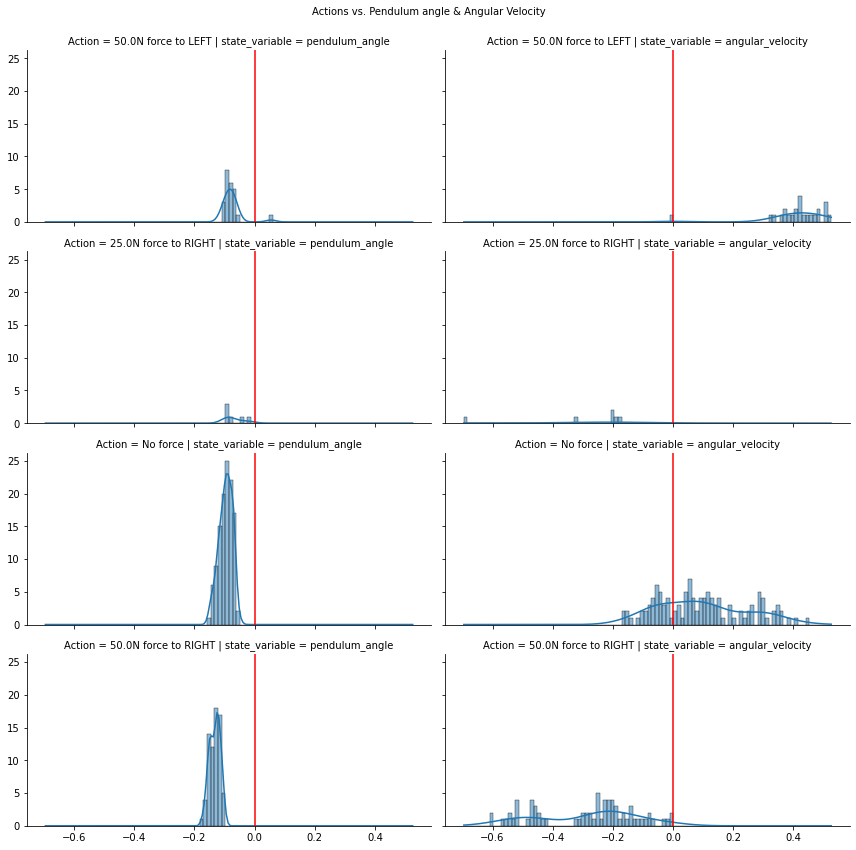 Actions vs. Pendulum angle & Angular Velocity
Action = 50.0N force to LEFT | state_variable = pendulum_angle
Action = 50.0N force to LEFT | state_variable = angular_velocity
25
20
15
10
5
0
Action = 25.0N force to RIGHT | state_variable = pendulum_angle
Action = 25.0N force to RIGHT | state_variable = angular_velocity
25
20
15
10
5
0
Action = No force | state_variable = pendulum_angle
Action = No force | state_variable = angular_velocity
25
20
15
10
5
0
Action = 50.0N force to RIGHT | state_variable = pendulum_angle
Action = 50.0N force to RIGHT | state_variable = angular_velocity
25
20
15
10
5
0
−0.6 −0.4 −0.2 0.0 0.2 0.4
−0.6 −0.4 −0.2 0.0 0.2 0.4